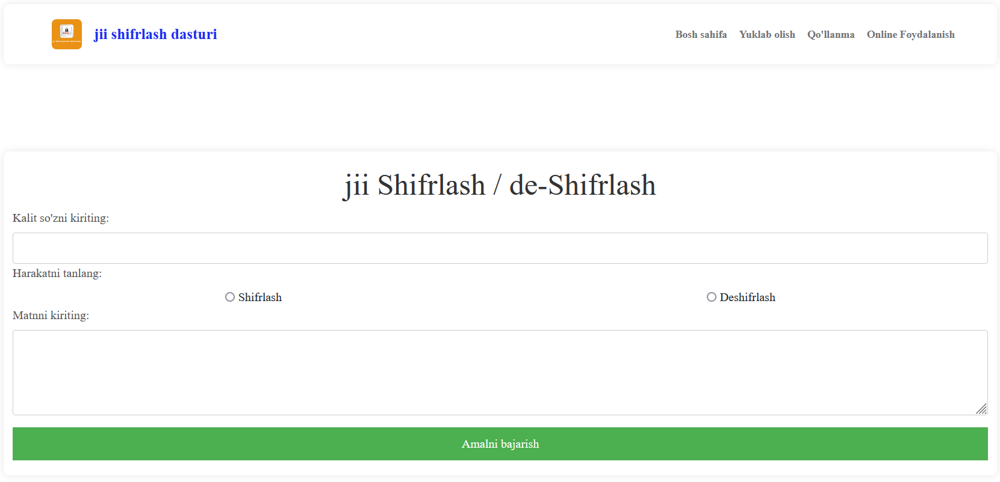 jii shifrlash dasturi
Bosh sahifa Yuklab olish Qo'llanma Online Foydalanish
jii Shifrlash / de-Shifrlash
Kalit so'zni kiriting:
Harakatni tanlang:
Shifrlash Deshifrlash
Matnni kiriting:
Amalni bajarish